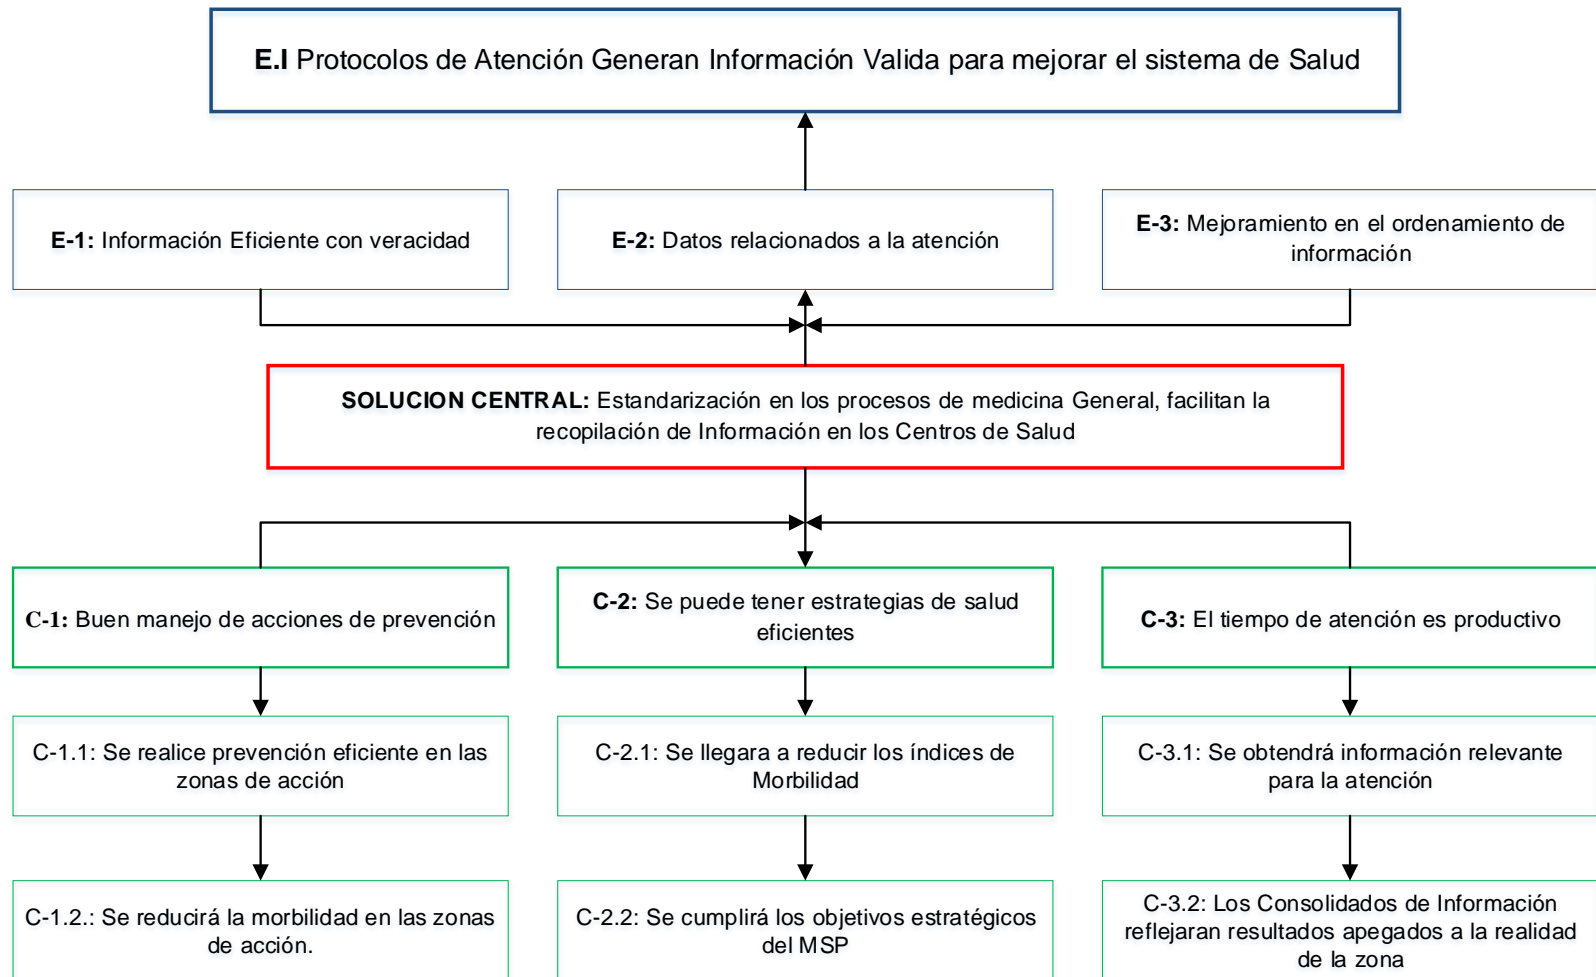 E.I Protocolos de Atención Generan Información Valida para mejorar el sistema de Salud
E-1: Información Eficiente con veracidad
E-2: Datos relacionados a la atención
E-3: Mejoramiento en el ordenamiento de
información
SOLUCION CENTRAL: Estandarización en los procesos de medicina General, facilitan la
recopilación de Información en los Centros de Salud
C-1: Buen manejo de acciones de prevención
C-2: Se puede tener estrategias de salud
eficientes
C-3: El tiempo de atención es productivo
C-1.1: Se realice prevención eficiente en las
zonas de acción
C-2.1: Se llegara a reducir los índices de
Morbilidad
C-3.1: Se obtendrá información relevante
para la atención
C-1.2.: Se reducirá la morbilidad en las zonas
de acción.
C-2.2: Se cumplirá los objetivos estratégicos
del MSP
C-3.2: Los Consolidados de Información
reflejaran resultados apegados a la realidad
de la zona